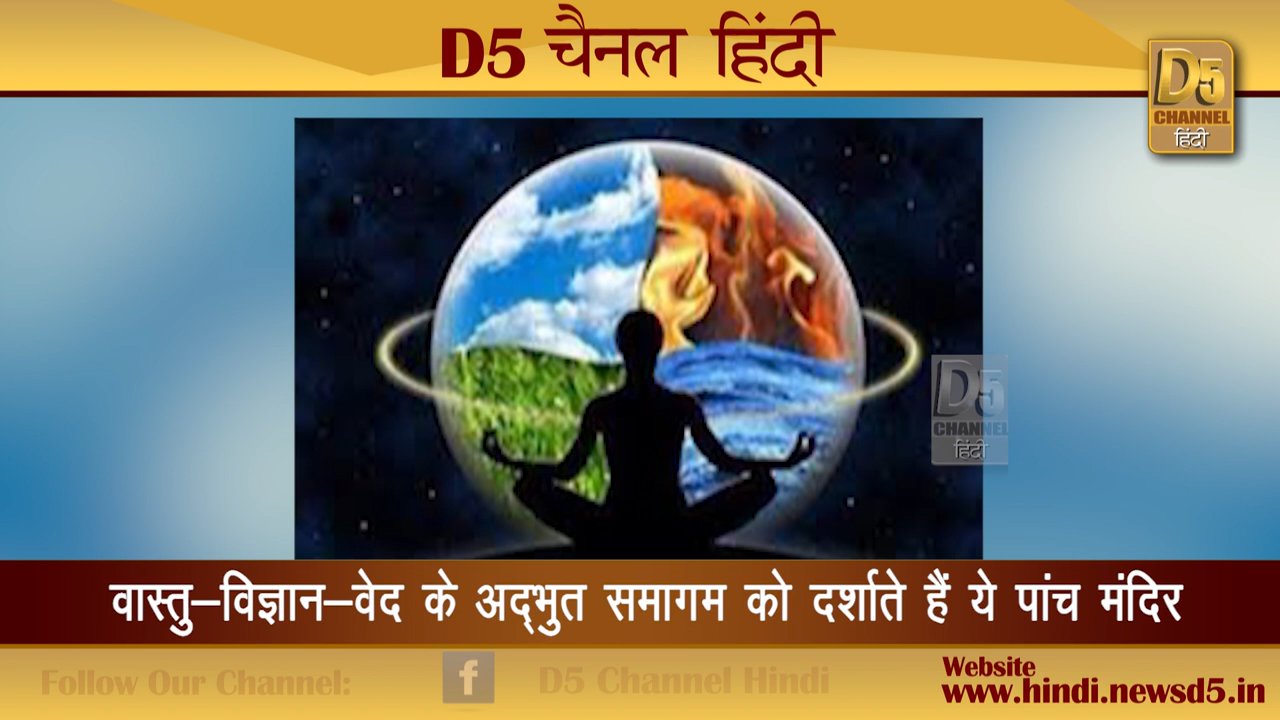 D5 चैनल हिंदी
D5
CHANNEL
हिंदी
D5
CHANNEL
हिंदी
वास्तु–विज्ञान–वेद के अद्‌भुत समागम को दर्शाते हैं ये पांच मंदिर
Follow Our Channel:
f
D5 Channel Hindi
Website
www.hindi.newsd5.in